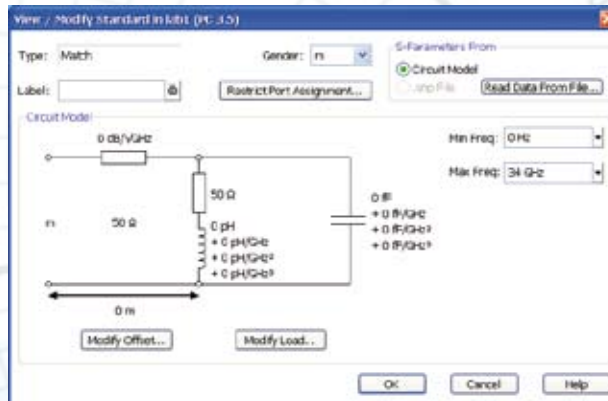 View / Modify Standard in lab1 (PC 3.5)
Type: Match
Gender: m
S-Parameters From
Circuit Model
.snp File
Read Data From File...
Label:
Restrict Port Assignment...
Circuit Model
0 dB/√GHz
Min Freq: 0 Hz
Max Freq: 34 GHz
m
50 Ω
50 Ω
0 pH
+ 0 pH/GHz
+ 0 pH/GHz²
+ 0 pH/GHz³
0 fF
+ 0 fF/GHz
+ 0 fF/GHz²
+ 0 fF/GHz³
0 m
Modify Offset...
Modify Load...
OK
Cancel
Help